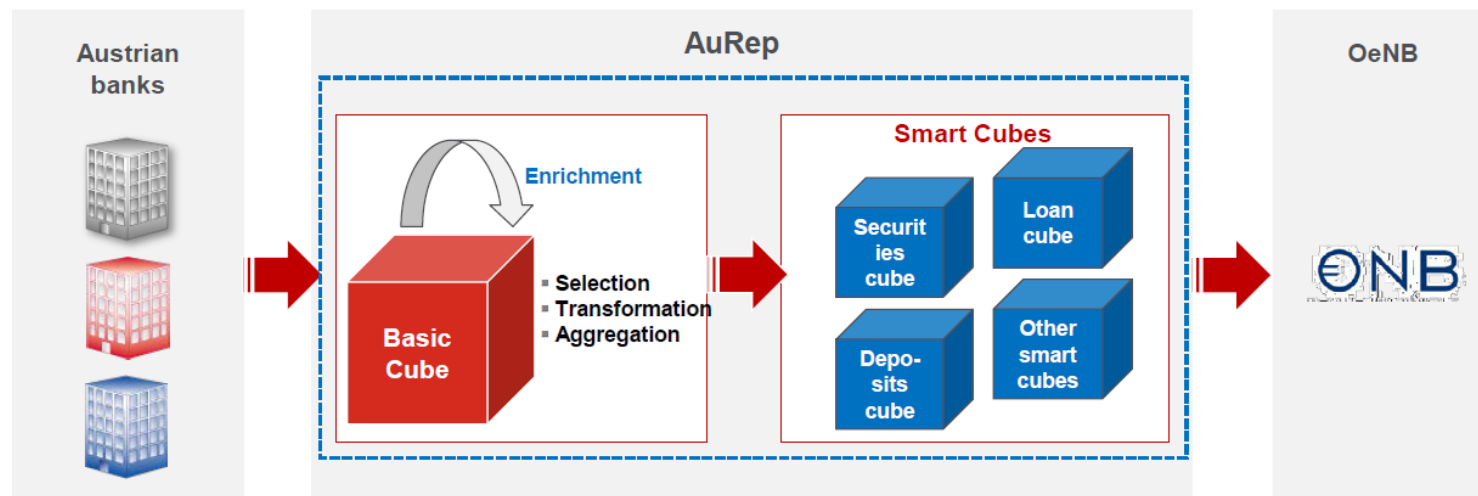 Austrian
banks
AuRep
Enrichment
Basic
Cube
▪ Selection
▪ Transformation
▪ Aggregation
Smart Cubes
Securit
ies
cube
Loan
cube
Depo-
sits
cube
Other
smart
cubes
OeNB
ONB